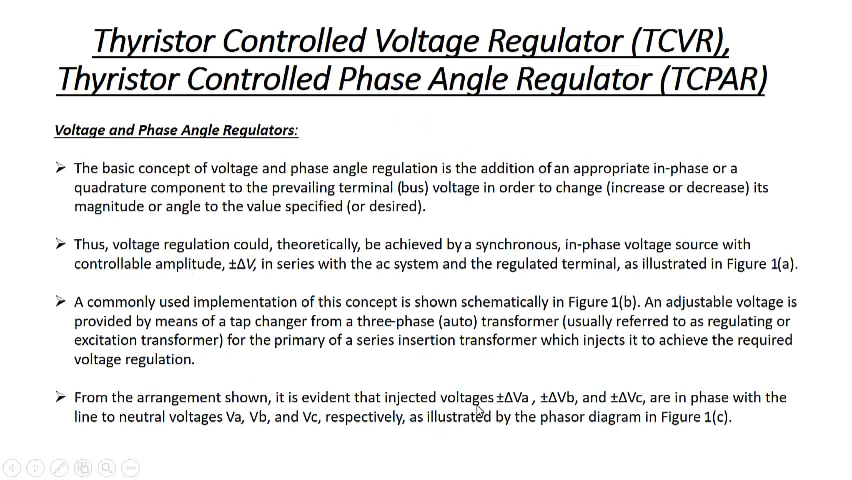 Thyristor Controlled Voltage Regulator (TCVR),
Thyristor Controlled Phase Angle Regulator (TCPAR)
Voltage and Phase Angle Regulators:
➢ The basic concept of voltage and phase angle regulation is the addition of an appropriate in-phase or a
quadrature component to the prevailing terminal (bus) voltage in order to change (increase or decrease) its
magnitude or angle to the value specified (or desired).
➢ Thus, voltage regulation could, theoretically, be achieved by a synchronous, in-phase voltage source with
controllable amplitude, ±ΔV, in series with the ac system and the regulated terminal, as illustrated in Figure 1(a).
➢ A commonly used implementation of this concept is shown schematically in Figure 1(b). An adjustable voltage is
provided by means of a tap changer from a three-phase (auto) transformer (usually referred to as regulating or
excitation transformer) for the primary of a series insertion transformer which injects it to achieve the required
voltage regulation.
➢ From the arrangement shown, it is evident that injected voltages ±ΔVa , ±ΔVb, and ±ΔVc, are in phase with the
line to neutral voltages Va, Vb, and Vc, respectively, as illustrated by the phasor diagram in Figure 1(c).